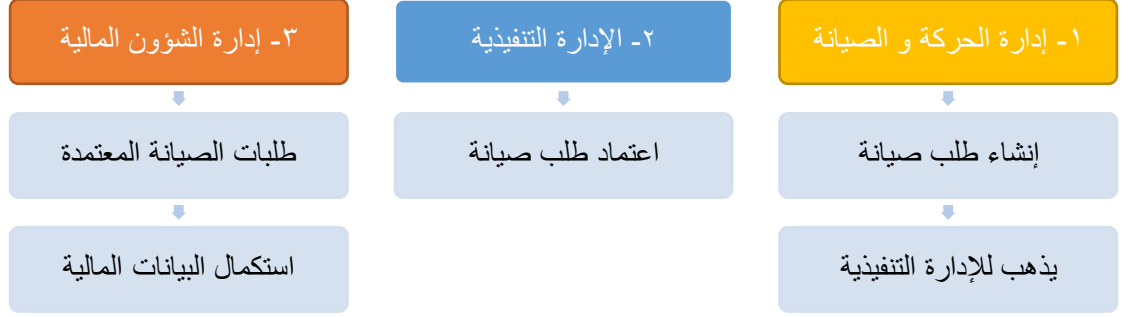 ١- إدارة الحركة و الصيانة
إنشاء طلب صيانة
يذهب للإدارة التنفيذية
٢- الإدارة التنفيذية
اعتماد طلب صيانة
٣- إدارة الشؤون المالية
طلبات الصيانة المعتمدة
استكمال البيانات المالية